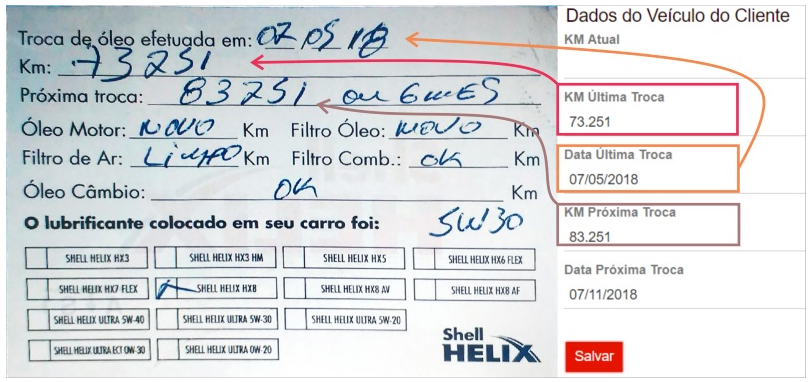 Troca de óleo efetuada em: 07 05 18
Km: 73251
Próxima troca: 83251 ou 6 mES
Óleo Motor: NOVO Km Filtro Óleo: NOVO Km
Filtro de Ar: LIMPO Km Filtro Comb.: OK Km
Óleo Câmbio: OK Km
O lubrificante colocado em seu carro foi: 5W30
SHELL HELIX HX3 SHELL HELIX HX3 HM SHELL HELIX HX5 SHELL HELIX HX6 FLEX
SHELL HELIX HX7 FLEX SHELL HELIX HX8 SHELL HELIX HX8 AV SHELL HELIX HX8 AF
SHELL HELIX ULTRA 5W-40 SHELL HELIX ULTRA 5W-30 SHELL HELIX ULTRA 5W-20
SHELL HELIX ULTRA ECT 0W-30 SHELL HELIX ULTRA 0W-20
Shell
HELIX
Dados do Veículo do Cliente
KM Atual
KM Última Troca
73.251
Data Última Troca
07/05/2018
KM Próxima Troca
83.251
Data Próxima Troca
07/11/2018
Salvar